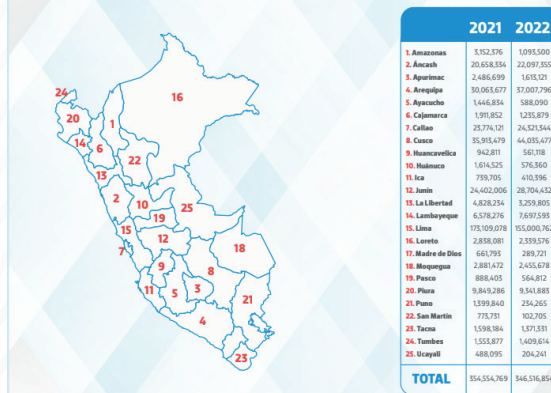 24
20
14
6
1
16
22
13
2
10
19
25
15
12
7
18
9
8
11
5
3
21
4
23
2021 2022
1. Amazonas 3,152,376 1,093,500
2. Áncash 20,658,334 22,097,355
3. Apurímac 2,486,699 1,613,121
4. Arequipa 30,063,677 37,007,796
5. Ayacucho 1,446,834 588,090
6. Cajamarca 1,911,852 1235,879
7. Callao 23,774,121 24,321,344
8. Cusco 35,913,479 44,035,477
9. Huancavelica 942,811 561,118
10. Huánuco 1,614,525 576,360
11. Ica 739,705 410,396
12. Junín 24,402,006 28,704,432
13. La Libertad 4,828,234 3,259,805
14. Lambayeque 6,578,276 7,697,593
15. Lima 173,109,078 155,000,762
16. Loreto 2,838,081 2,339,576
17. Madre de Dios 661,793 289,721
18. Moquegua 2,881,472 2,455,678
19. Pasco 888,403 564,812
20. Piura 9,849,286 9,341,883
21. Puno 1,399,840 234,265
22. San Martín 773,731 102,705
23. Tacna 1,598,184 1,371,331
24. Tumbes 1,553,877 1,409,614
25. Ucayali 488,095 204,241
TOTAL 354,554,769 346,516,854